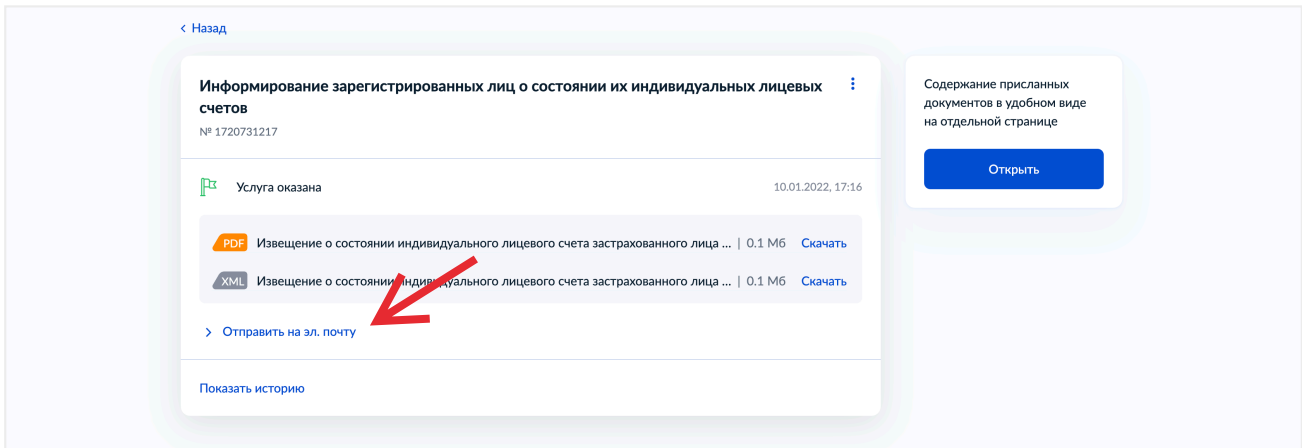 Назад
Информирование зарегистрированных лиц о состоянии их индивидуальных лицевых
счетов
№ 1720731217
Услуга оказана
10.01.2022, 17:16
PDF Извещение о состоянии индивидуального лицевого счета застрахованного лица ... | 0.1 Мб Скачать
XML Извещение о состоянии индивидуального лицевого счета застрахованного лица ... | 0.1 Мб Скачать
Отправить на эл. почту
Показать историю
Содержание присланных
документов в удобном виде
на отдельной странице
Открыть